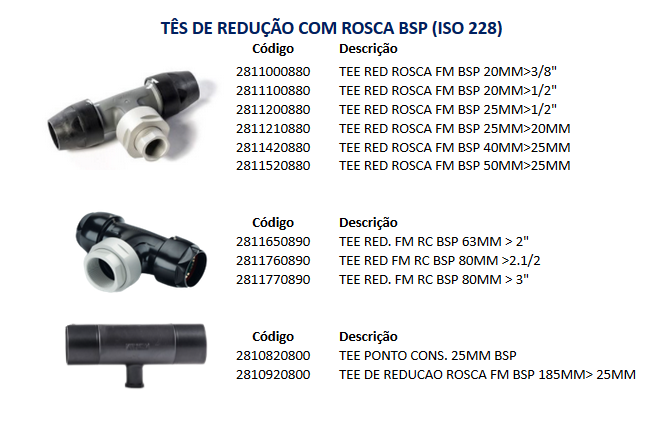 TÊS DE REDUÇÃO COM ROSCA BSP (ISO 228)
Código Descrição
2811000880 TEE RED ROSCA FM BSP 20MM>3/8"
2811100880 TEE RED ROSCA FM BSP 20MM>1/2"
2811200880 TEE RED ROSCA FM BSP 25MM>1/2"
2811210880 TEE RED ROSCA FM BSP 25MM>20MM
2811420880 TEE RED ROSCA FM BSP 40MM>25MM
2811520880 TEE RED ROSCA FM BSP 50MM>25MM
Código Descrição
2811650890 TEE RED. FM RC BSP 63MM > 2"
2811760890 TEE RED FM RC BSP 80MM >2.1/2
2811770890 TEE RED. FM RC BSP 80MM > 3"
Código Descrição
2810820800 TEE PONTO CONS. 25MM BSP
2810920800 TEE DE REDUCAO ROSCA FM BSP 185MM> 25MM